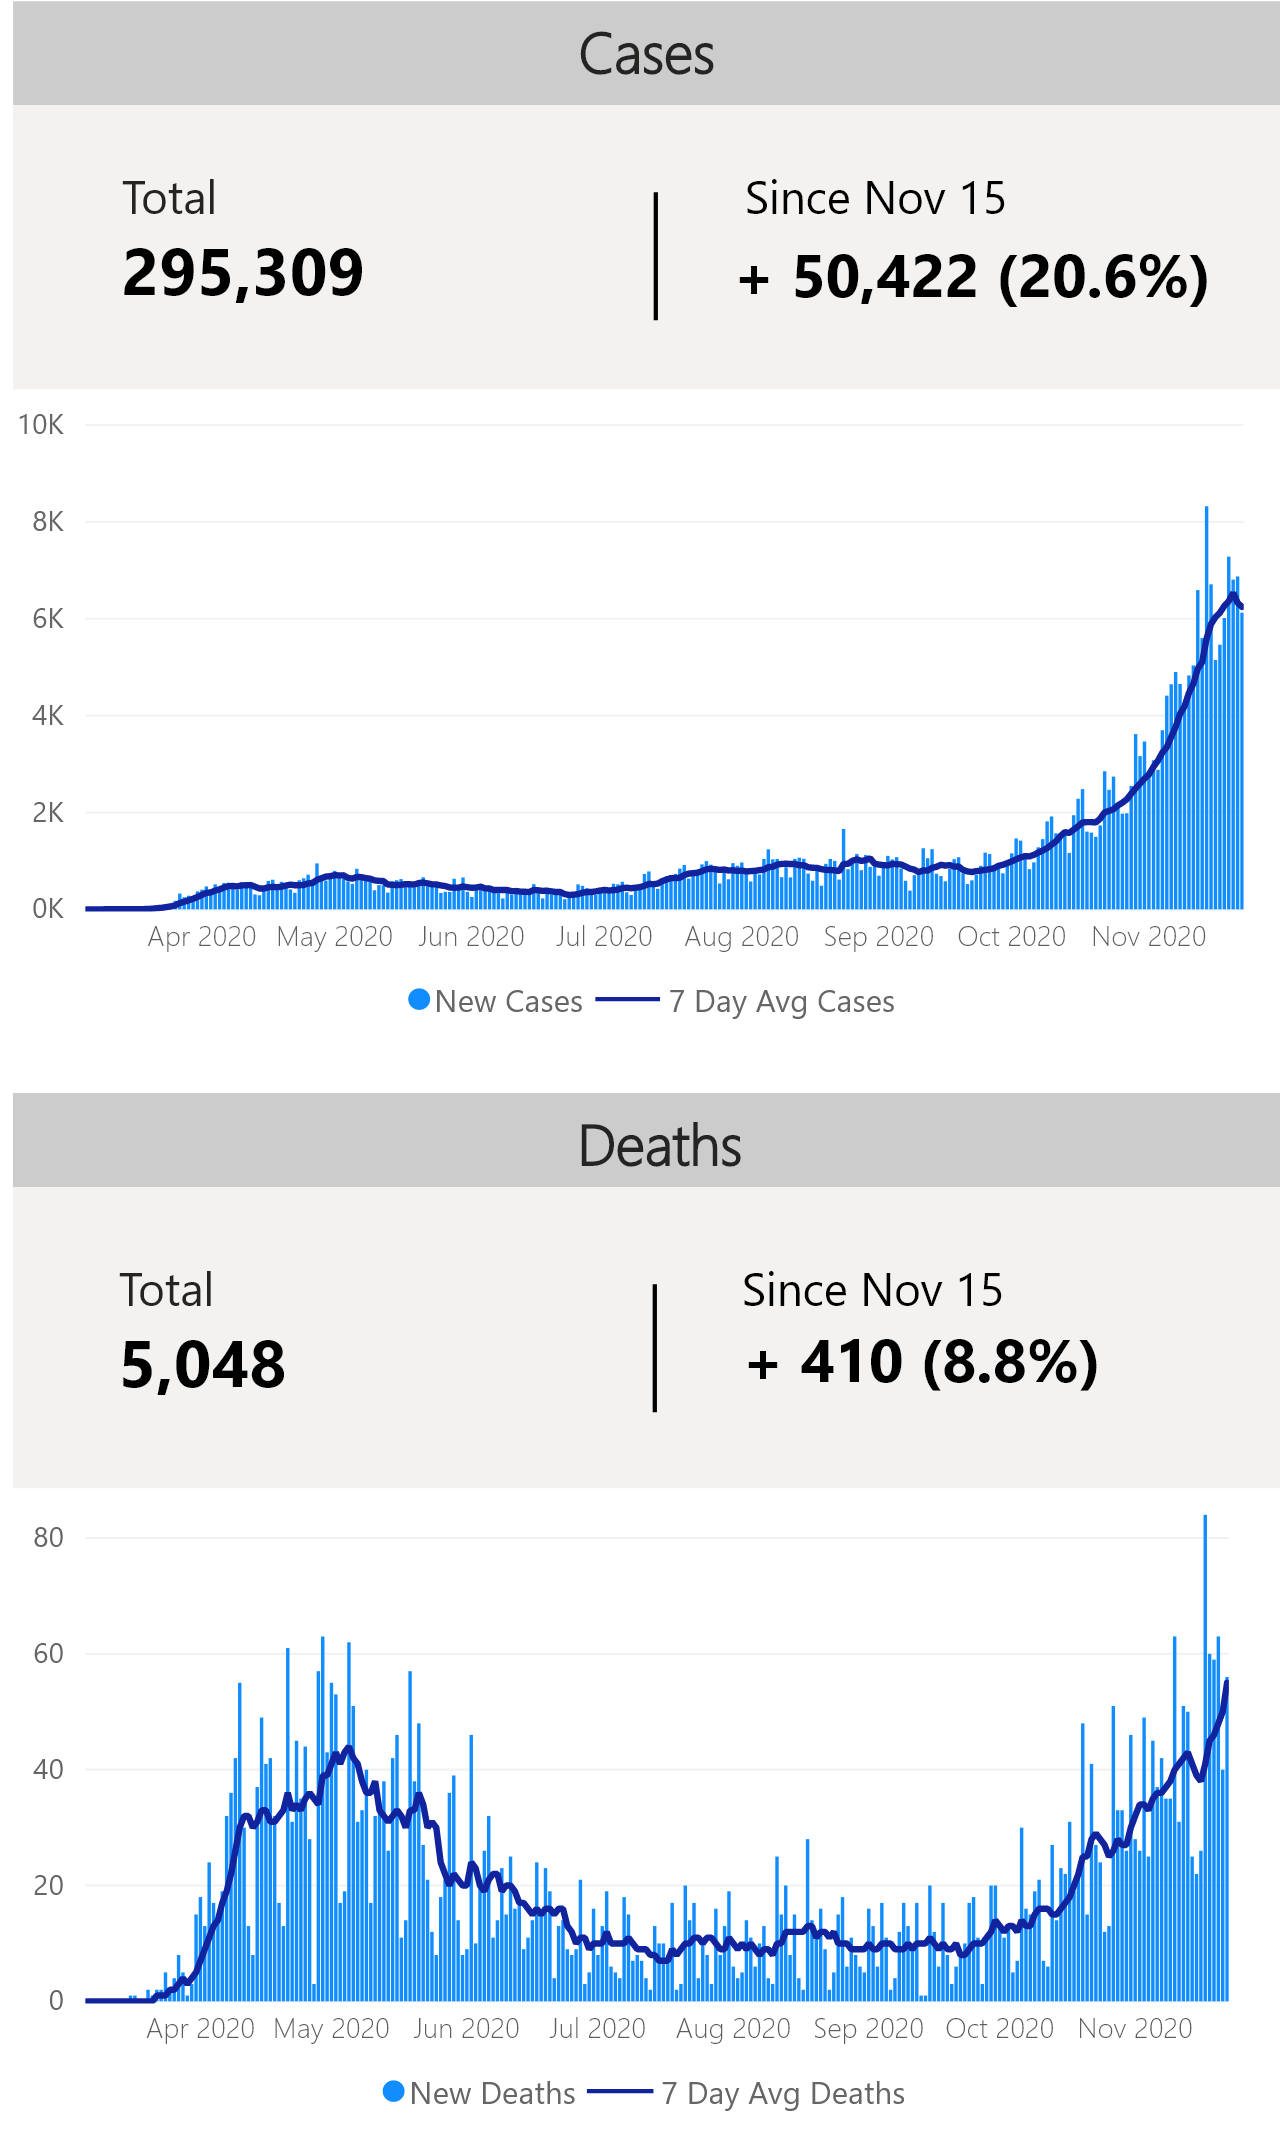 Cases
Total
Since Nov 15
295,309
+ 50,422 (20.6%)
10K
8K
6K
4K
2K
0K
Apr 2020 May 2020 Jun 2020 Jul 2020 Aug 2020 Sep 2020 Oct 2020 Nov 2020
New Cases 7 Day Avg Cases
Deaths
Total
Since Nov 15
5,048
+ 410 (8.8%)
80
60
40
20
0
Apr 2020 May 2020 Jun 2020 Jul 2020 Aug 2020 Sep 2020 Oct 2020 Nov 2020
New Deaths 7 Day Avg Deaths